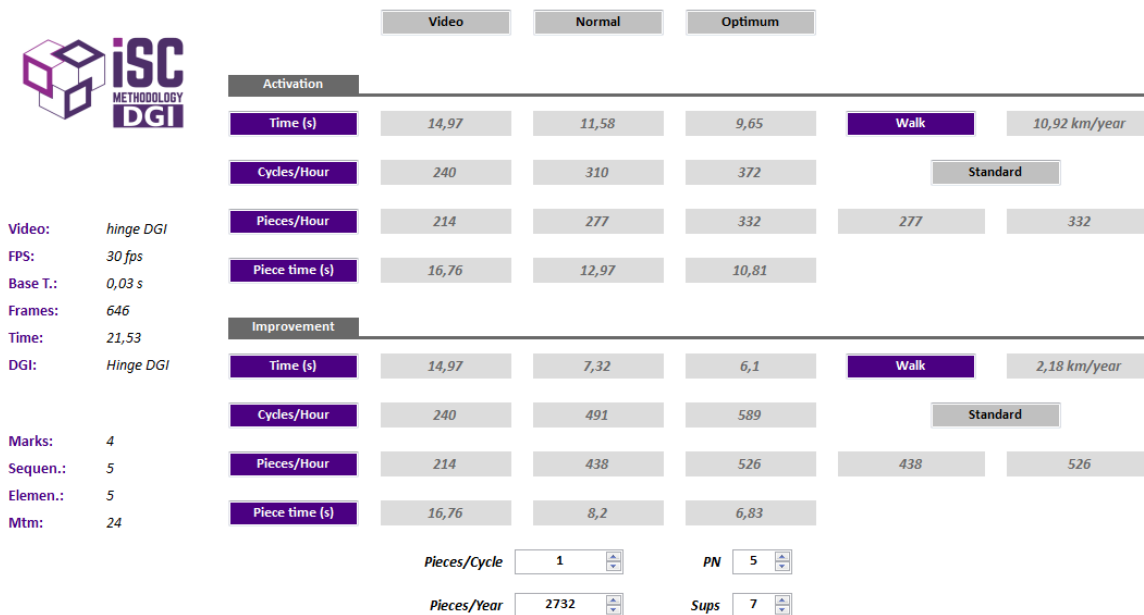 Video Normal Optimum
iSC
METHODOLOGY
DGI
Activation
Time (s) 14,97 11,58 9,65 Walk 10,92 km/year
Cycles/Hour 240 310 372 Standard
Pieces/Hour 214 277 332 277 332
Piece time (s) 16,76 12,97 10,81
Video: hinge DGI
FPS: 30 fps
Base T.: 0,03 s
Frames: 646
Time: 21,53
DGI: Hinge DGI
Improvement
Time (s) 14,97 7,32 6,1 Walk 2,18 km/year
Cycles/Hour 240 491 589 Standard
Pieces/Hour 214 438 526 438 526
Piece time (s) 16,76 8,2 6,83
Marks: 4
Sequen.: 5
Elemen.: 5
Mtm: 24
Pieces/Cycle 1 PN 5
Pieces/Year 2732 Sups 7